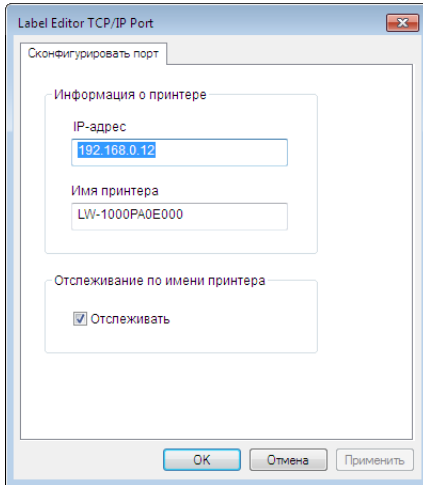 Label Editor TCP/IP Port
Сконфигурировать порт
Информация о принтере
IP-адрес
192.168.0.12
Имя принтера
LW-1000PA0E000
Отслеживание по имени принтера
Отслеживать
OK
Отмена
Применить